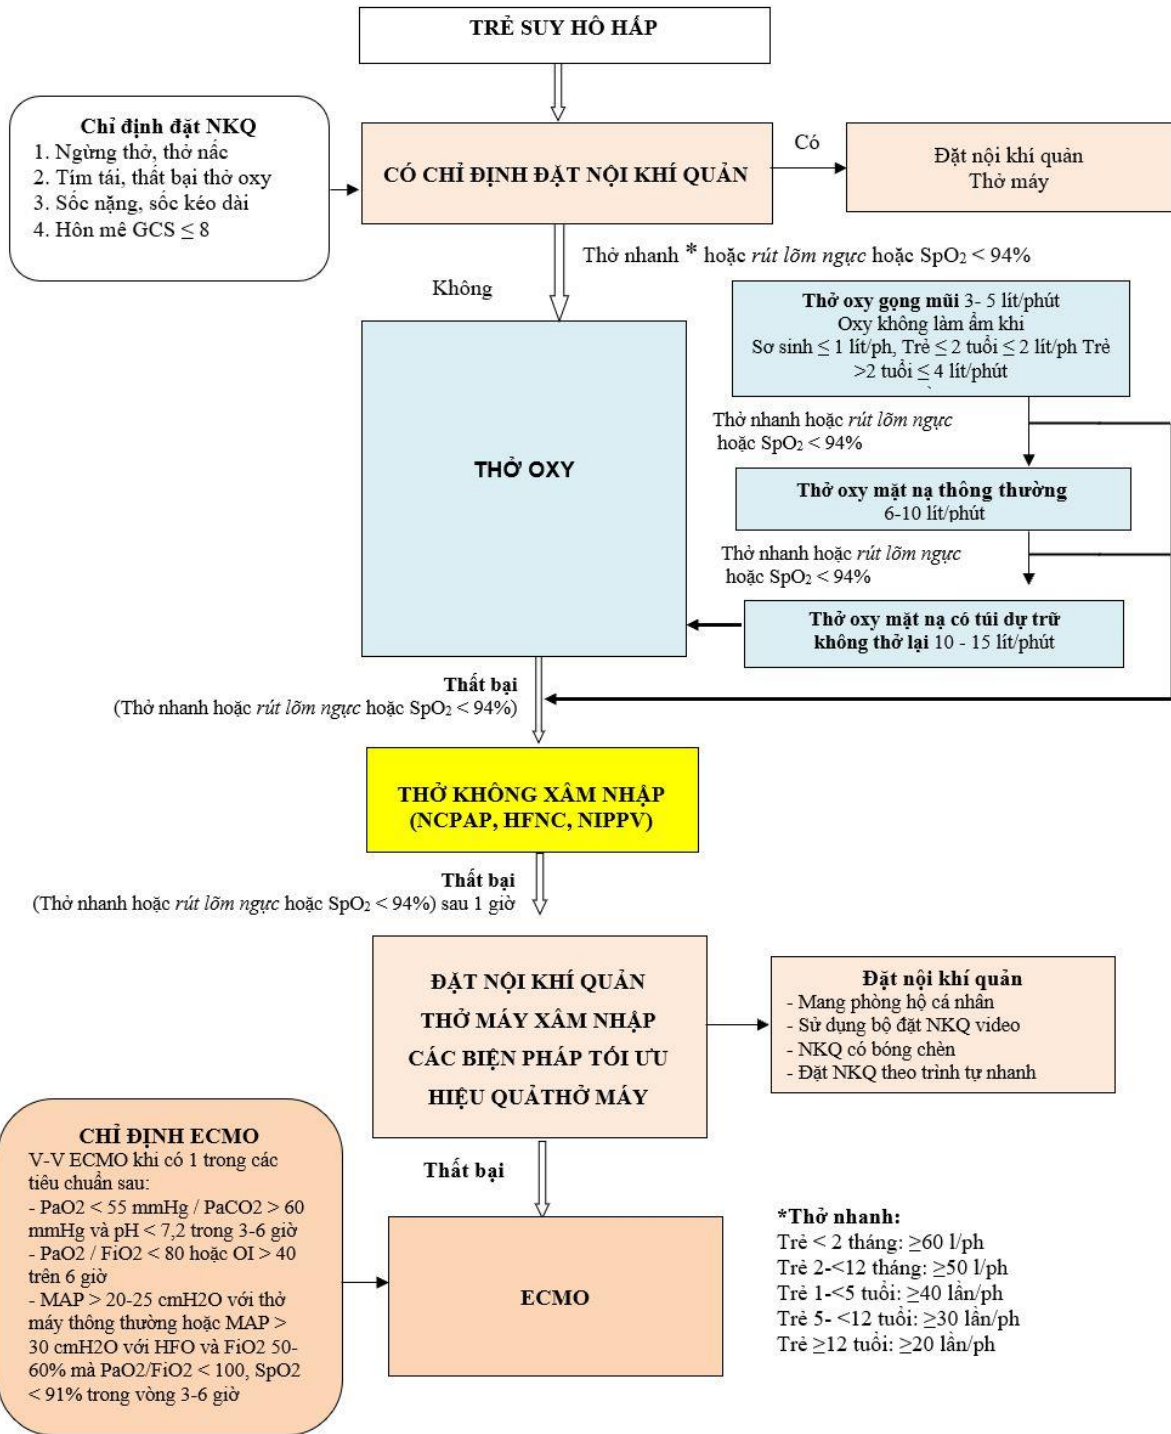 TRẺ SUY HÔ HẤP
Chỉ định đặt NKQ
1. Ngừng thở, thở nấc
2. Tím tái, thất bại thở oxy
3. Sốc nặng, sốc kéo dài
4. Hôn mê GCS ≤ 8
CÓ CHỈ ĐỊNH ĐẶT NỘI KHÍ QUẢN
Có
Đặt nội khí quản
Thở máy
Thở nhanh * hoặc rút lõm ngực hoặc SpO2 < 94%
Không
Thở oxy gọng mũi 3- 5 lít/phút
Oxy không làm ẩm khi
Sơ sinh ≤ 1 lít/ph, Trẻ ≤ 2 tuổi ≤ 2 lít/ph Trẻ
>2 tuổi ≤ 4 lít/phút
Thở nhanh hoặc rút lõm ngực
hoặc SpO2 < 94%
THỞ OXY
Thở oxy mặt nạ thông thường
6-10 lít/phút
Thở nhanh hoặc rút lõm ngực
hoặc SpO2 < 94%
Thở oxy mặt nạ có túi dự trữ
không thở lại 10 - 15 lít/phút
Thất bại
(Thở nhanh hoặc rút lõm ngực hoặc SpO2 < 94%)
THỞ KHÔNG XÂM NHẬP
(NCPAP, HFNC, NIPPV)
Thất bại
(Thở nhanh hoặc rút lõm ngực hoặc SpO2 < 94%) sau 1 giờ
ĐẶT NỘI KHÍ QUẢN
THỞ MÁY XÂM NHẬP
CÁC BIỆN PHÁP TỐI ƯU
HIỆU QUẢTHỞ MÁY
Đặt nội khí quản
- Mang phòng hộ cá nhân
- Sử dụng bộ đặt NKQ video
- NKQ có bóng chèn
- Đặt NKQ theo trình tự nhanh
Thất bại
CHỈ ĐỊNH ECMO
V-V ECMO khi có 1 trong các
tiêu chuẩn sau:
- PaO2 < 55 mmHg / PaCO2 > 60
mmHg và pH < 7,2 trong 3-6 giờ
- PaO2 / FiO2 < 80 hoặc OI > 40
trên 6 giờ
- MAP > 20-25 cmH2O với thở
máy thông thường hoặc MAP >
30 cmH2O với HFO và FiO2 50-
60% mà PaO2/FiO2 < 100, SpO2
< 91% trong vòng 3-6 giờ
ECMO
*Thở nhanh:
Trẻ < 2 tháng: ≥60 l/ph
Trẻ 2-<12 tháng: ≥50 l/ph
Trẻ 1-<5 tuổi: ≥40 lần/ph
Trẻ 5- <12 tuổi: ≥30 lần/ph
Trẻ ≥12 tuổi: ≥20 lần/ph